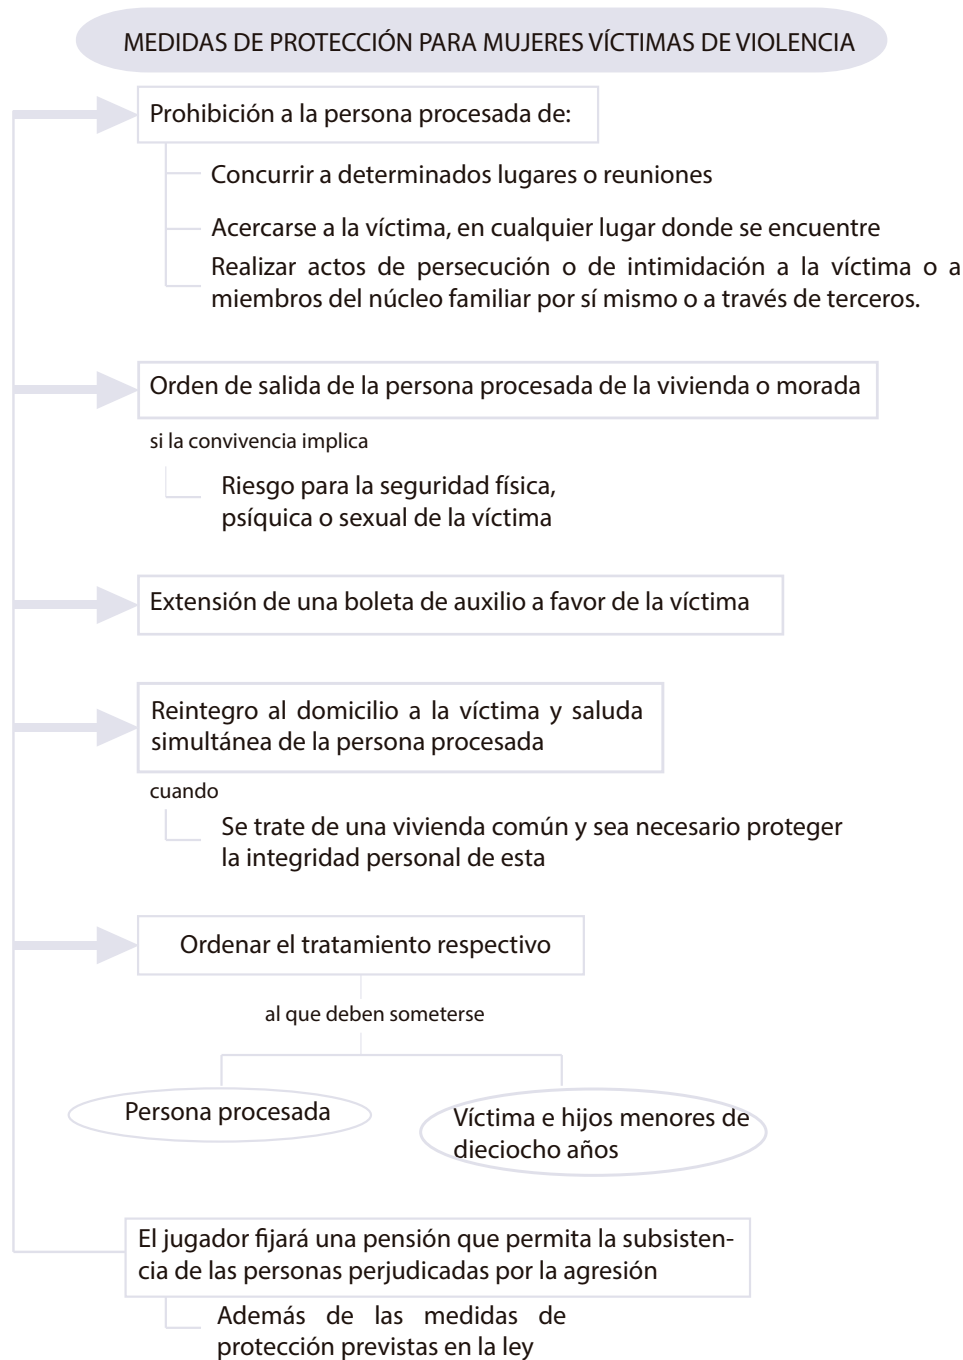 MEDIDAS DE PROTECCIÓN PARA MUJERES VÍCTIMAS DE VIOLENCIA
Prohibición a la persona procesada de:
Concurrir a determinados lugares o reuniones
Acercarse a la víctima, en cualquier lugar donde se encuentre
Realizar actos de persecución o de intimidación a la víctima o a
miembros del núcleo familiar por sí mismo o a través de terceros.
Orden de salida de la persona procesada de la vivienda o morada
si la convivencia implica
Riesgo para la seguridad física,
psíquica o sexual de la víctima
Extensión de una boleta de auxilio a favor de la víctima
Reintegro al domicilio a la víctima y saluda
simultánea de la persona procesada
cuando
Se trate de una vivienda común y sea necesario proteger
la integridad personal de esta
Ordenar el tratamiento respectivo
al que deben someterse
Persona procesada
Víctima e hijos menores de
dieciocho años
El jugador fijará una pensión que permita la subsisten-
cia de las personas perjudicadas por la agresión
Además de las medidas de
protección previstas en la ley